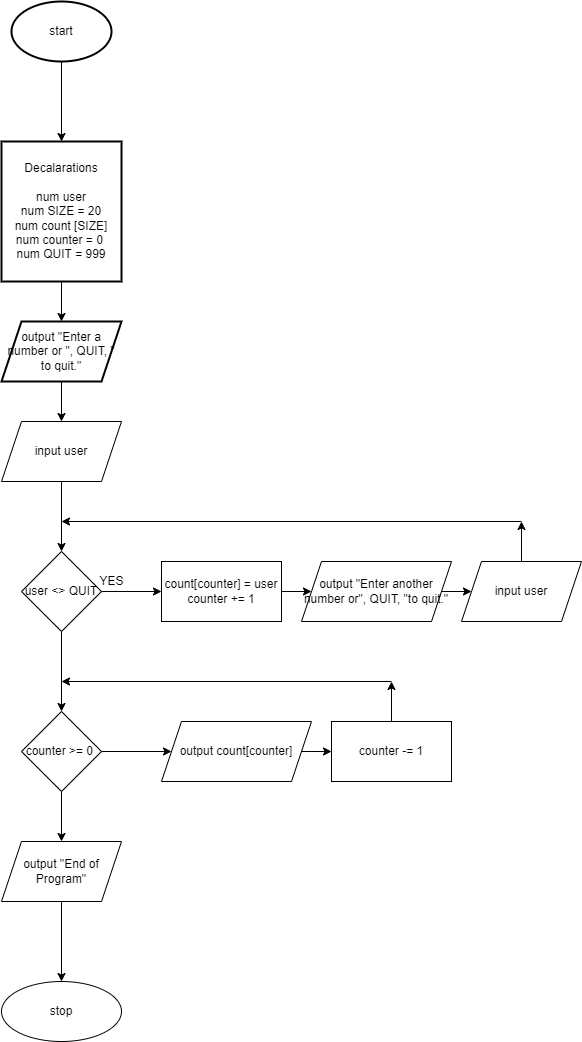 start
Decalarations
num user
num SIZE = 20
num count [SIZE]
num counter = 0
num QUIT = 999
output "Enter a
number or ", QUIT, "
to quit."
input user
user <> QUIT
YES
count[counter] = user
counter += 1
output "Enter another
number or", QUIT, "to quit."
input user
counter >= 0
output count[counter]
counter -= 1
output "End of
Program"
stop